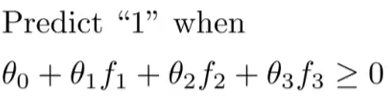 Predict “1” when
θ₀ + θ₁f₁ + θ₂f₂ + θ₃f₃ ≥ 0